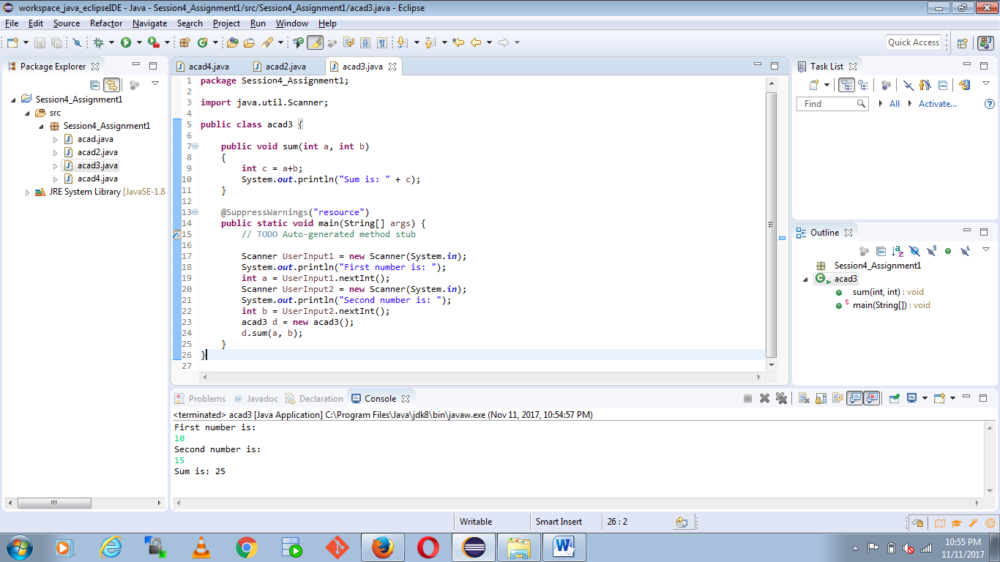 workspace_java_eclipseIDE - Java - Session4_Assignment1/src/Session4_Assignment1/acad3.java - Eclipse
File Edit Source Refactor Navigate Search Project Run Window Help
Quick Access
Package Explorer
Session4_Assignment1
src
Session4_Assignment1
acad.java
acad2.java
acad3.java
acad4.java
JRE System Library [JavaSE-1.8
acad4.java acad2.java acad3.java
1 package Session4_Assignment1;
2
3 import java.util.Scanner;
4
5 public class acad3 {
6
7 public void sum(int a, int b)
8 {
9 int c = a+b;
10 System.out.println("Sum is: " + c);
11 }
12
13 @SuppressWarnings("resource")
14 public static void main(String[] args) {
15 // TODO Auto-generated method stub
16
17 Scanner UserInput1 = new Scanner(System.in);
18 System.out.println("First number is: ");
19 int a = UserInput1.nextInt();
20 Scanner UserInput2 = new Scanner(System.in);
21 System.out.println("Second number is: ");
22 int b = UserInput2.nextInt();
23 acad3 d = new acad3();
24 d.sum(a, b);
25 }
26 }
27
Task List
Find All Activate...
Outline
Session4_Assignment1
acad3
sum(int, int) : void
main(String[]) : void
Problems Javadoc Declaration Console
<terminated> acad3 [Java Application] C:\Program Files\Java\jdk8\bin\javaw.exe (Nov 11, 2017, 10:54:57 PM)
First number is:
10
Second number is:
15
Sum is: 25
Writable Smart Insert 26 : 2
10:55 PM
11/11/2017